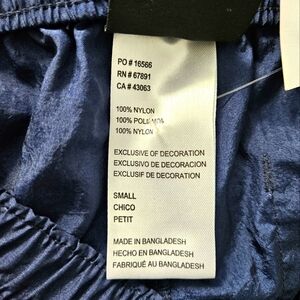 PO # 16566
RN # 67891
CA # 43063
100% NYLON
100%
100% NYLON
EXCLUSIVE OF DECORATION
EXCLUSIVO DE DECORACION
EXCLUSIF DE DECORATION
SMALL
CHICO
PETIT
MADE IN BANGLADESH
HECHO EN BANGLADESH
FABRIQUÉ AU BANGLADESH